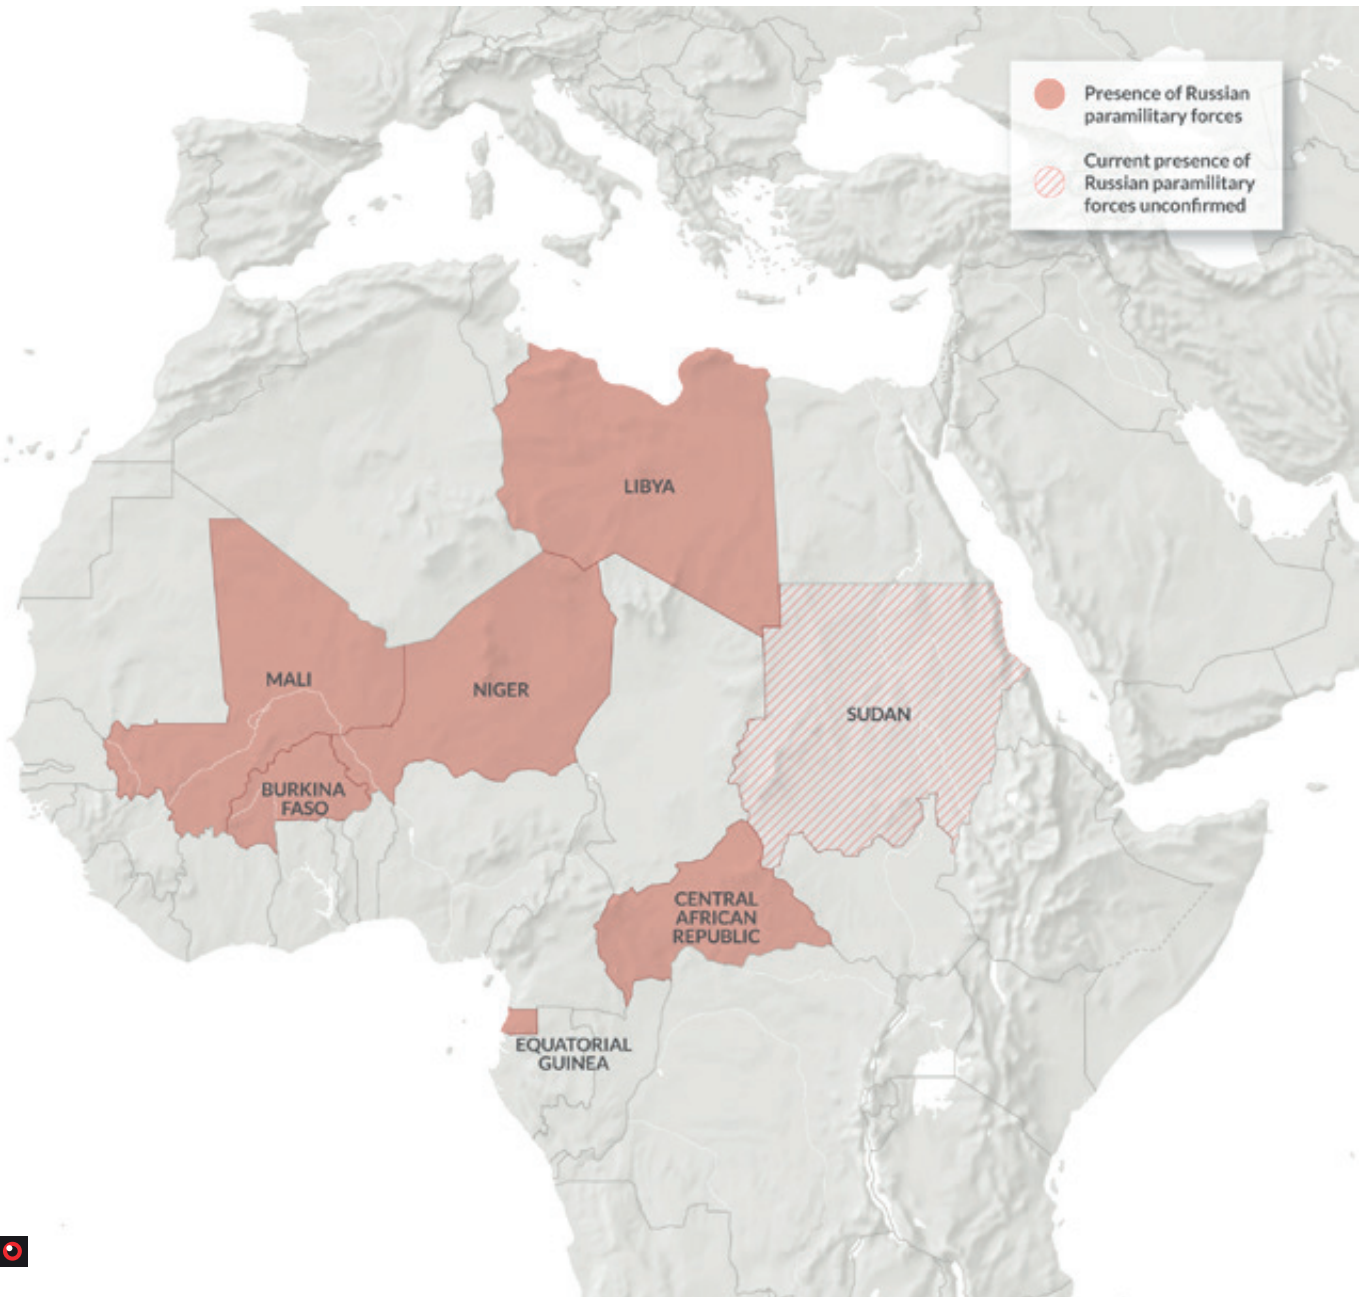 Presence of Russian
paramilitary forces
Current presence of
Russian paramilitary
forces unconfirmed
LIBYA
MALI
NIGER
SUDAN
BURKINA
FASO
CENTRAL
AFRICAN
REPUBLIC
EQUATORIAL
GUINEA